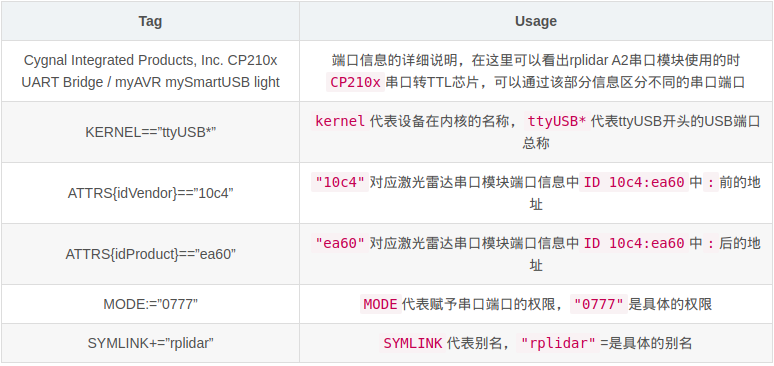 Tag
Usage
Cygnal Integrated Products, Inc. CP210x
UART Bridge / myAVR mySmartUSB light
端口信息的详细说明，在这里可以看出rplidar A2串口模块使用的时
CP210x 串口转TTL芯片，可以通过该部分信息区分不同的串口端口
KERNEL==”ttyUSB*”
kernel 代表设备在内核的名称，ttyUSB* 代表ttyUSB开头的USB端口
总称
ATTRS{idVendor}==”10c4”
"10c4" 对应激光雷达串口模块端口信息中 ID 10c4:ea60 中 : 前的地
址
ATTRS{idProduct}==”ea60”
"ea60" 对应激光雷达串口模块端口信息中 ID 10c4:ea60 中 : 后的地
址
MODE:=”0777”
MODE 代表赋予串口端口的权限，"0777" 是具体的权限
SYMLINK+=”rplidar”
SYMLINK 代表别名，"rplidar" =是具体的别名